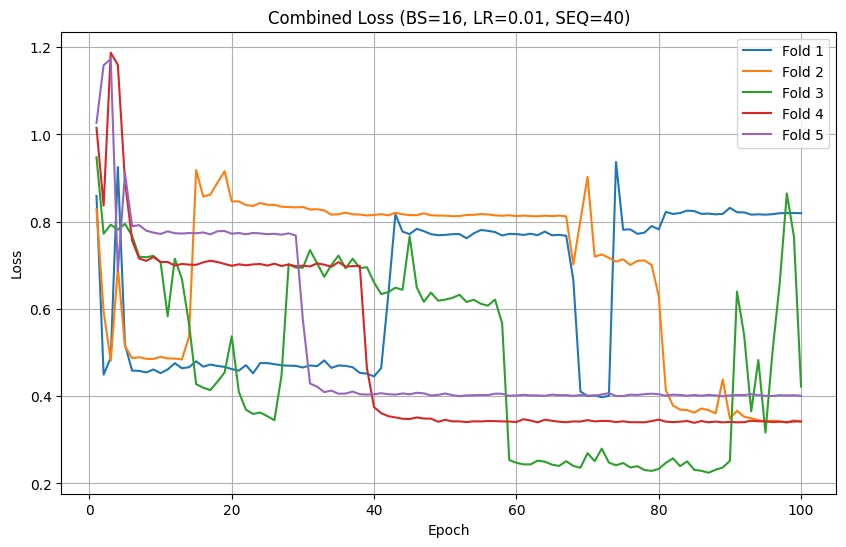 Combined Loss (BS=16, LR=0.01, SEQ=40)
1.2
1.0
0.8
0.6
0.4
0.2
Loss
Fold 1
Fold 2
Fold 3
Fold 4
Fold 5
0 20 40 60 80 100
Epoch